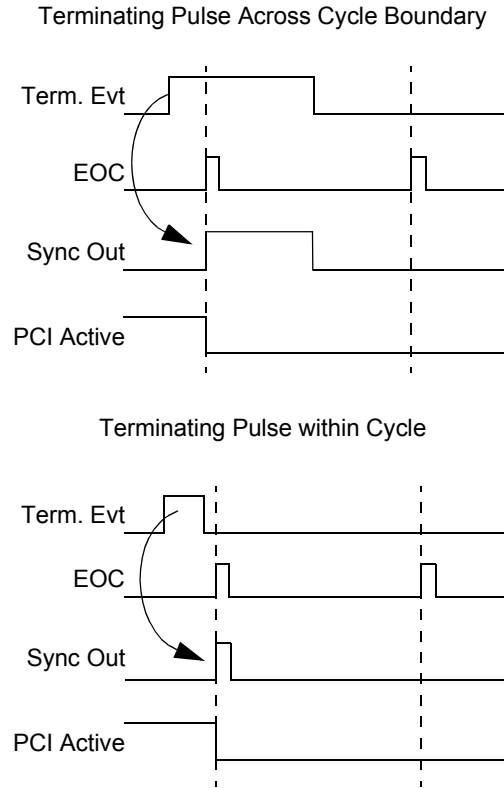 Terminating Pulse Across Cycle Boundary
Term. Evt
EOC
Sync Out
PCI Active
Terminating Pulse within Cycle
Term. Evt
EOC
Sync Out
PCI Active